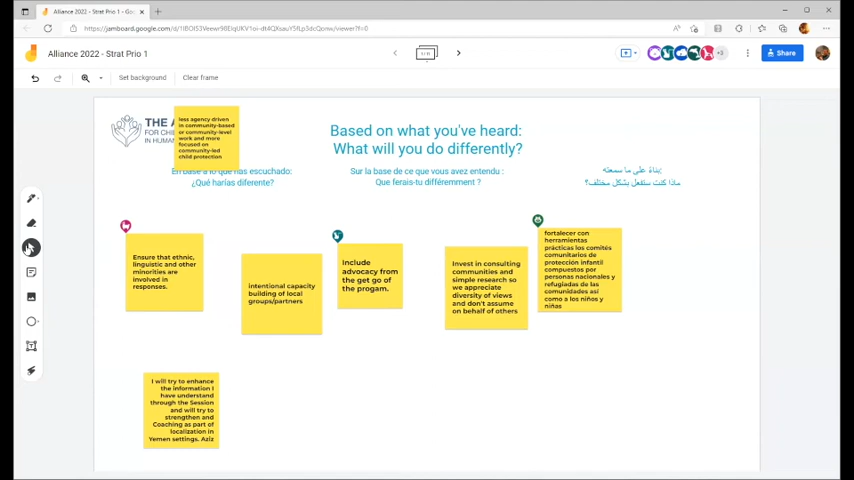 Alliance 2022 - Strat Prio 1 - Goo
Alliance 2022 - Strat Prio 1
Share
Set background
Clear frame
THE A
FOR CHI
IN HUMA
less agency driven
in community-based
or community-level
work and more
focused on
community-led
child protection
Based on what you've heard:
What will you do differently?
En base a lo que has escuchado:
¿Qué harías diferente?
Sur la base de ce que vous avez entendu :
Que ferais-tu différemment ?
بناءً على ما سمعته:
ماذا كنت ستفعل بشكل مختلف؟
Ensure that ethnic,
linguistic and other
minorities are
involved in
responses.
intentional capacity
building of local
groups/partners
Include
advocacy from
the get go of
the progam.
Invest in consulting
communities and
simple research so
we appreciate
diversity of views
and don't assume
on behalf of others
fortalecer con
herramientas
prácticas los comités
comunitarios de
protección infantil
compuestos por
personas nacionales y
refugiadas de las
comunidades así
como a los niños y
niñas
I will try to enhance
the information I
have understand
through the Session
and will try to
strengthen and
Coaching as part of
localization in
Yemen settings. Aziz